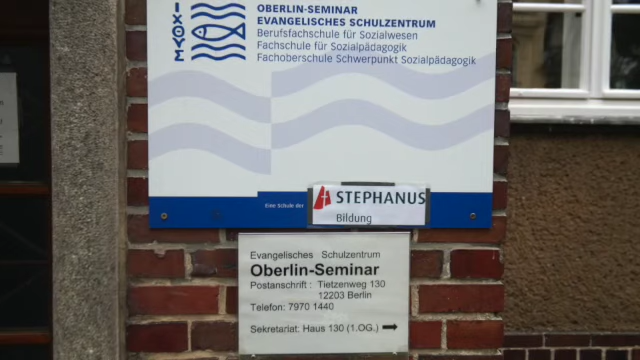 ΙΧΘΥΣ
OBERLIN-SEMINAR
EVANGELISCHES SCHULZENTRUM
Berufsfachschule für Sozialwesen
Fachschule für Sozialpädagogik
Fachoberschule Schwerpunkt Sozialpädagogik
Eine Schule der
STEPHANUS
Bildung
Evangelisches Schulzentrum
Oberlin-Seminar
Postanschrift : Tietzenweg 130
12203 Berlin
Telefon: 7970 1440
Sekretariat: Haus 130 (1.OG.)